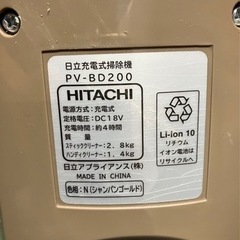 日立充電式掃除機
PV-BD200
HITACHI
電源方式：充電式
定格電圧：DC18V
充電時間：約4時間
スティッククリーナー：2.8kg
ハンディクリーナー：1.4kg
日立アプライアンス(株)
MADE IN CHINA
色柄：N(シャンパンゴールド)
Li-ion 10
リチウム
イオン電池は
リサイクルへ